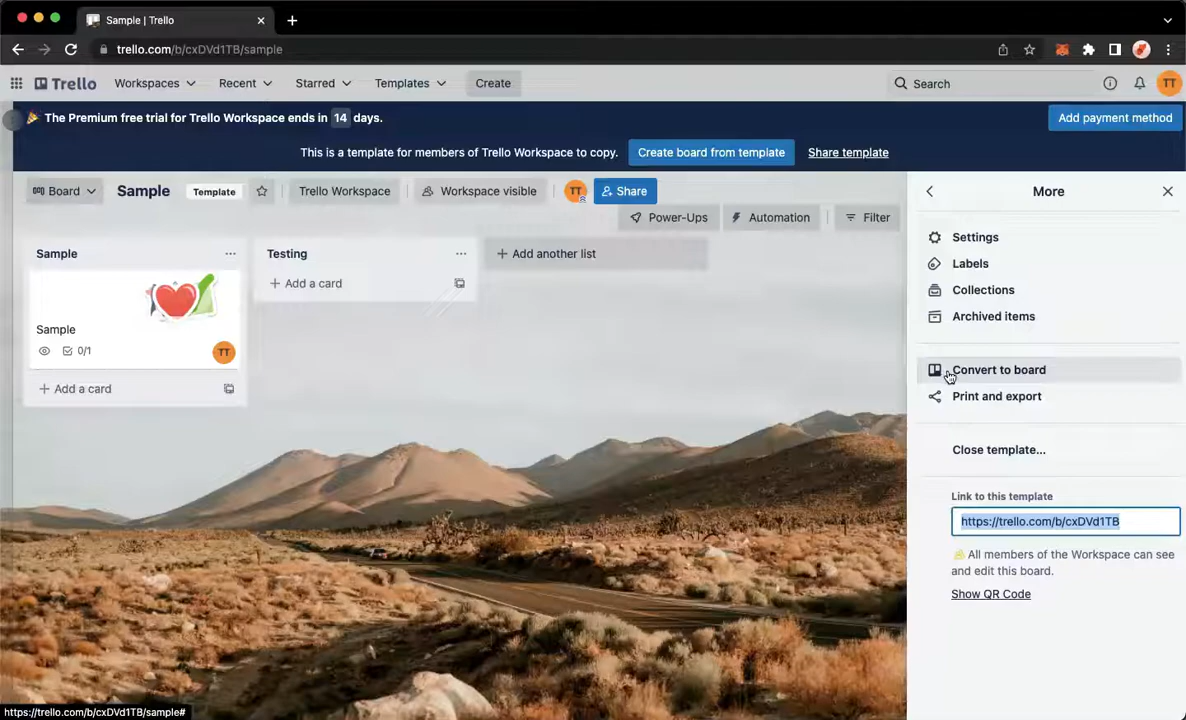 Sample | Trello
trello.com/b/cxDVd1TB/sample
Trello
Workspaces
Recent
Starred
Templates
Create
Search
TT
The Premium free trial for Trello Workspace ends in 14 days.
Add payment method
This is a template for members of Trello Workspace to copy.
Create board from template
Share template
Board
Sample
Template
Trello Workspace
Workspace visible
TT
Share
Power-Ups
Automation
Filter
Sample
Sample
0/1
TT
Add a card
Testing
Add a card
Add another list
More
Settings
Labels
Collections
Archived items
Convert to board
Print and export
Close template...
Link to this template
https://trello.com/b/cxDVd1TB
All members of the Workspace can see
and edit this board.
Show QR Code
https://trello.com/b/cxDVd1TB/sample#